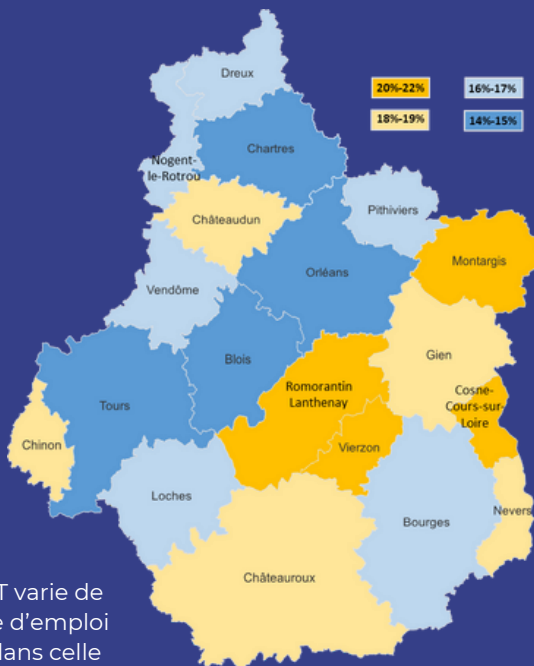 Dreux
20%-22%
16%-17%
18%-19%
14%-15%
Chartres
Nogent-
le-Rotrou
Pithiviers
Châteaudun
Montargis
Orléans
Vendôme
Gien
Blois
Romorantin
Lanthenay
Cosne-
Cours-sur-
Loire
Tours
Chinon
Vierzon
Loches
Nevers
Bourges
Châteauroux
T varie de
e d’emploi
dans celle